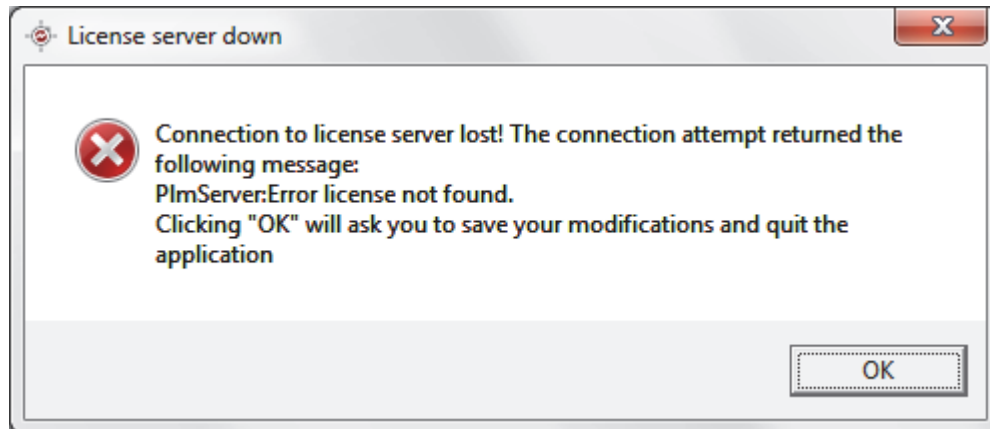 License server down
Connection to license server lost! The connection attempt returned the
following message:
PlmServer:Error license not found.
Clicking "OK" will ask you to save your modifications and quit the
application
OK